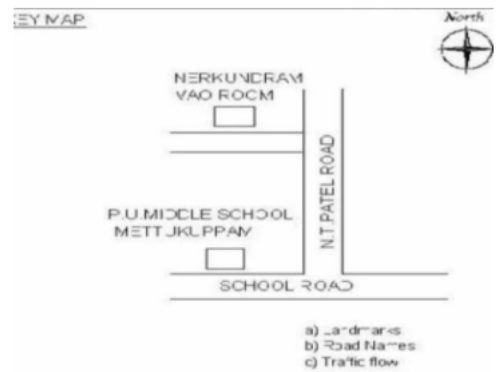 KEY MAP
North
NERKUNDRAM
VAO ROOM
N.T.PATEL ROAD
P.U.MIDDLE SCHOOL
METTUKUPPAM
SCHOOL ROAD
a) Landmarks
b) Road Names
c) Traffic flow